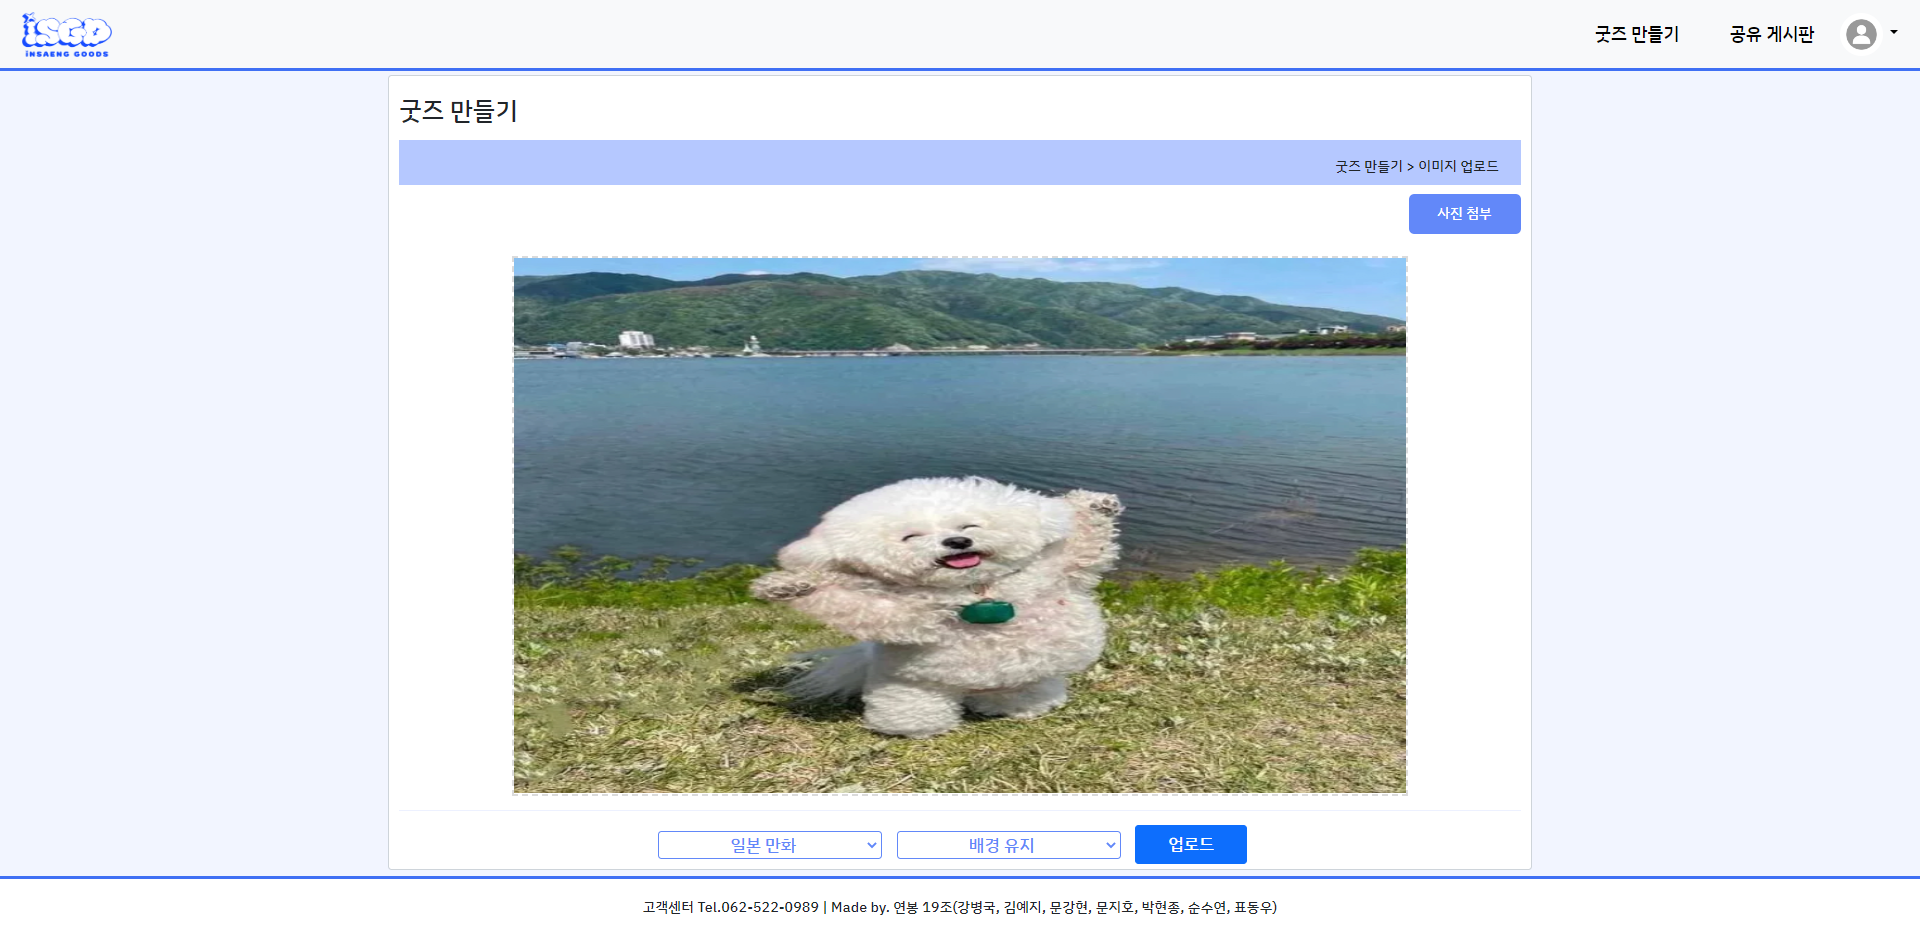 isGD
iNSAENG GOODS
굿즈 만들기
공유 게시판
굿즈 만들기
굿즈 만들기 > 이미지 업로드
사진 첨부
일본 만화
배경 유지
업로드
고객센터 Tel.062-522-0989 | Made by. 연봉 19조(강병국, 김예지, 문강현, 문지호, 박현종, 순수연, 표동우)